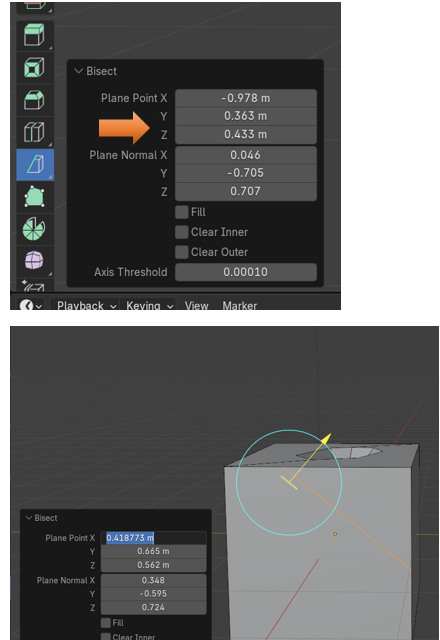 Bisect
Plane Point X -0.978 m
Y 0.363 m
Z 0.433 m
Plane Normal X 0.046
Y -0.705
Z 0.707
Fill
Clear Inner
Clear Outer
Axis Threshold 0.00010
Playback Keying View Marker
Bisect
Plane Point X 0.418773 m
Y 0.665 m
Z 0.562 m
Plane Normal X 0.348
Y -0.595
Z 0.724
Fill
Clear Inner